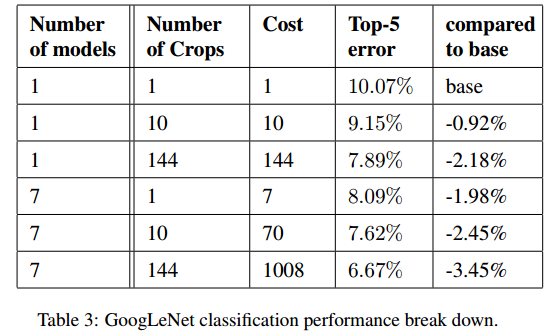 Number of models | Number of Crops | Cost | Top-5 error | compared to base
1 | 1 | 1 | 10.07% | base
1 | 10 | 10 | 9.15% | -0.92%
1 | 144 | 144 | 7.89% | -2.18%
7 | 1 | 7 | 8.09% | -1.98%
7 | 10 | 70 | 7.62% | -2.45%
7 | 144 | 1008 | 6.67% | -3.45%
Table 3: GoogLeNet classification performance break down.